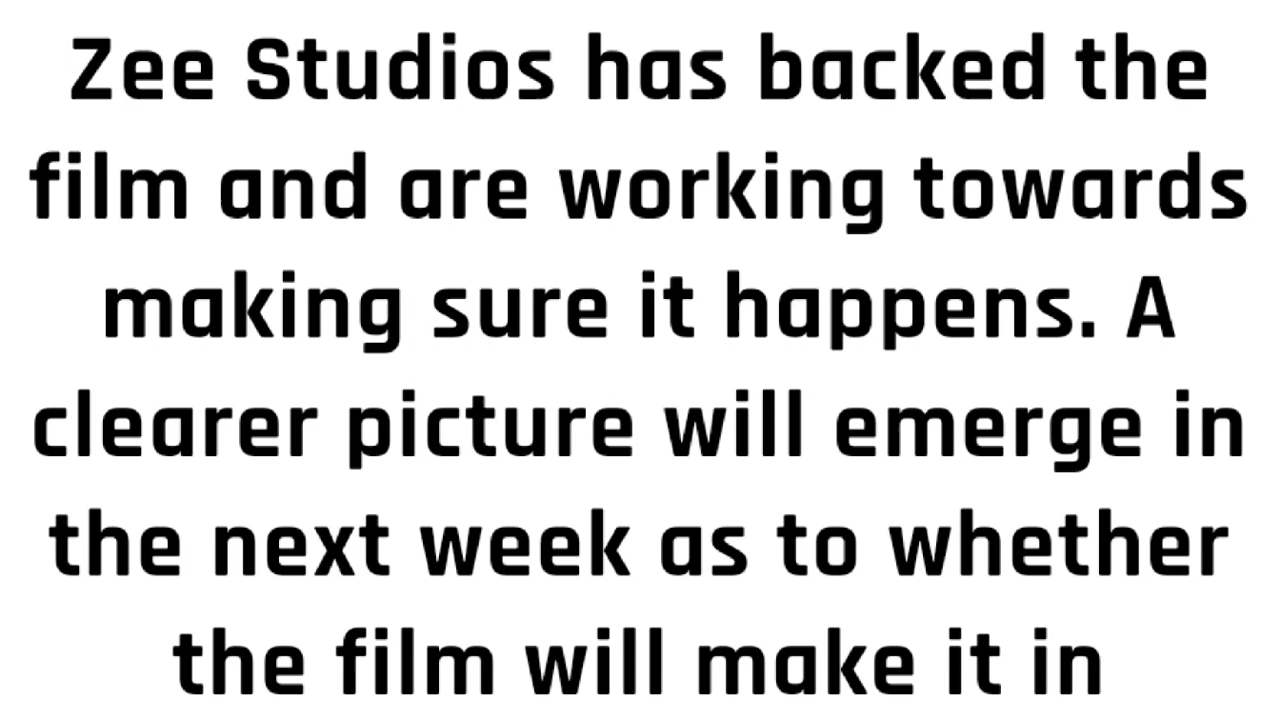 Zee Studios has backed the
film and are working towards
making sure it happens. A
clearer picture will emerge in
the next week as to whether
the film will make it in